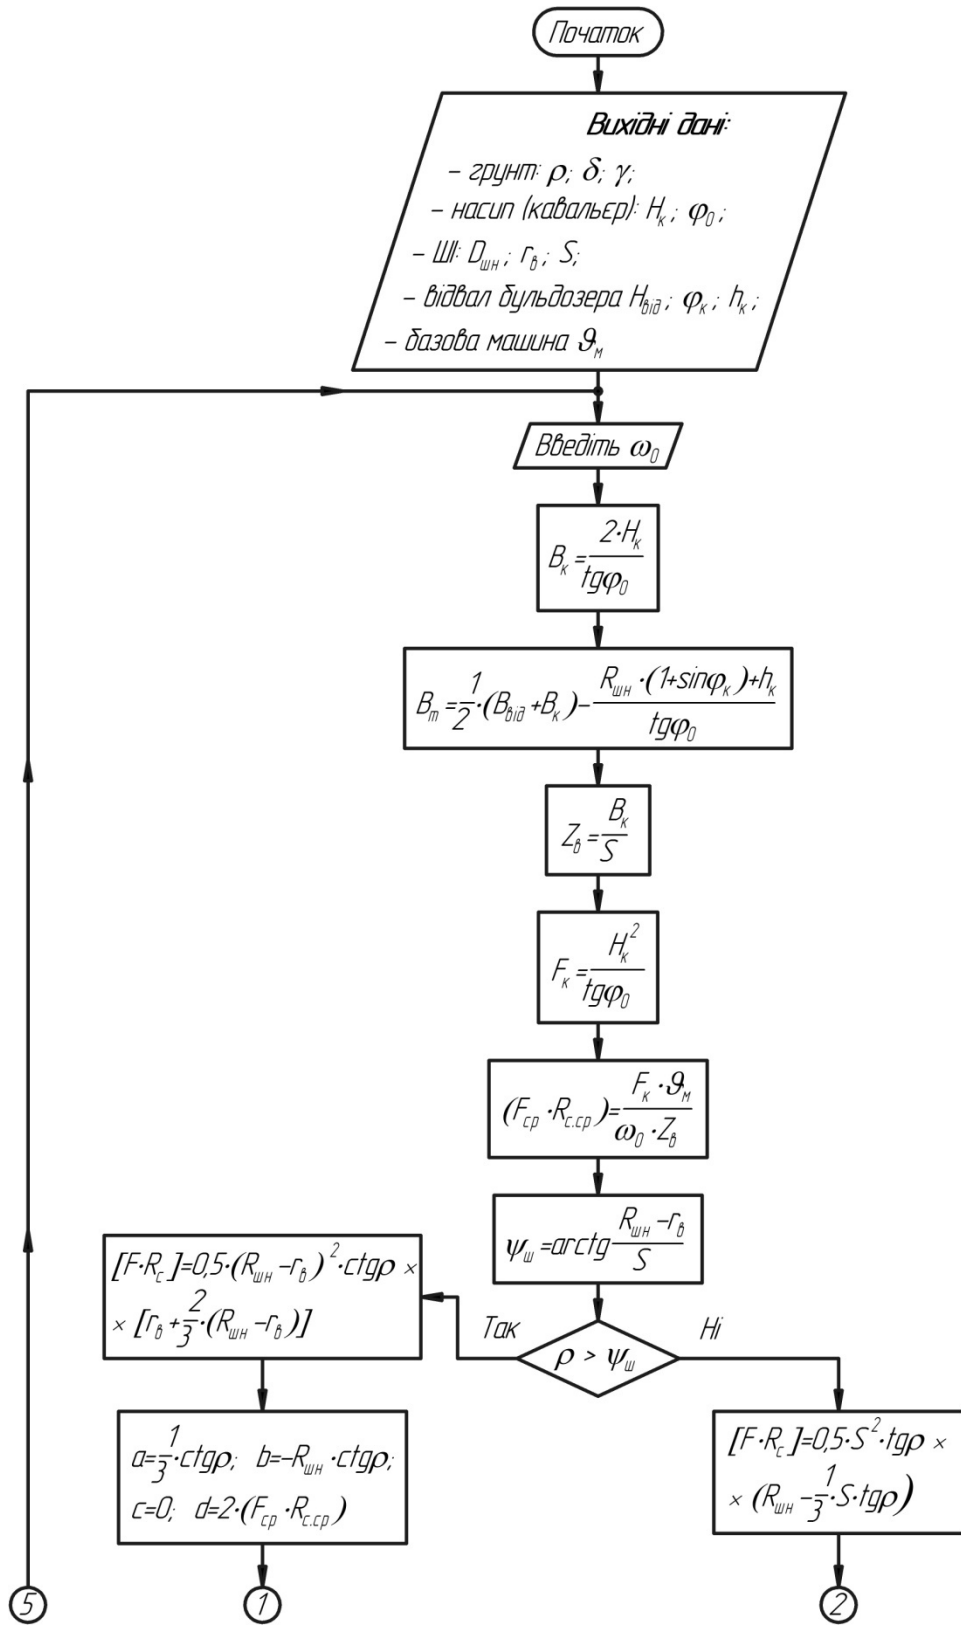 Початок
Вихідні дані:
– грунт: ρ; δ; γ;
– насип (кавальєр): Hк; φ0;
– ШІ: Dшн; rв; S;
– відвал бульдозера Hвід; φк; hк;
– базова машина ϑм
Введіть ω0
Bк=2·Hк/tgφ0
Bт=1/2·(Bвід+Bк)–(Rшн·(1+sinφк)+hк)/tgφ0
Zв=Bк/S
Fк=Hк²/tgφ0
(Fср·Rс.ср)=Fк·ϑм/ω0·Zв
ψш=arctg (Rшн–rв)/S
ρ > ψш
Так
Ні
[F·Rс]=0,5·(Rшн–rв)²·ctgρ ×
× [rв+2/3·(Rшн–rв)]
a=1/3·ctgρ; b=–Rшн·ctgρ;
c=0; d=2·(Fср·Rс.ср)
[F·Rс]=0,5·S²·tgρ ×
× (Rшн–1/3·S·tgρ)
5
1
2